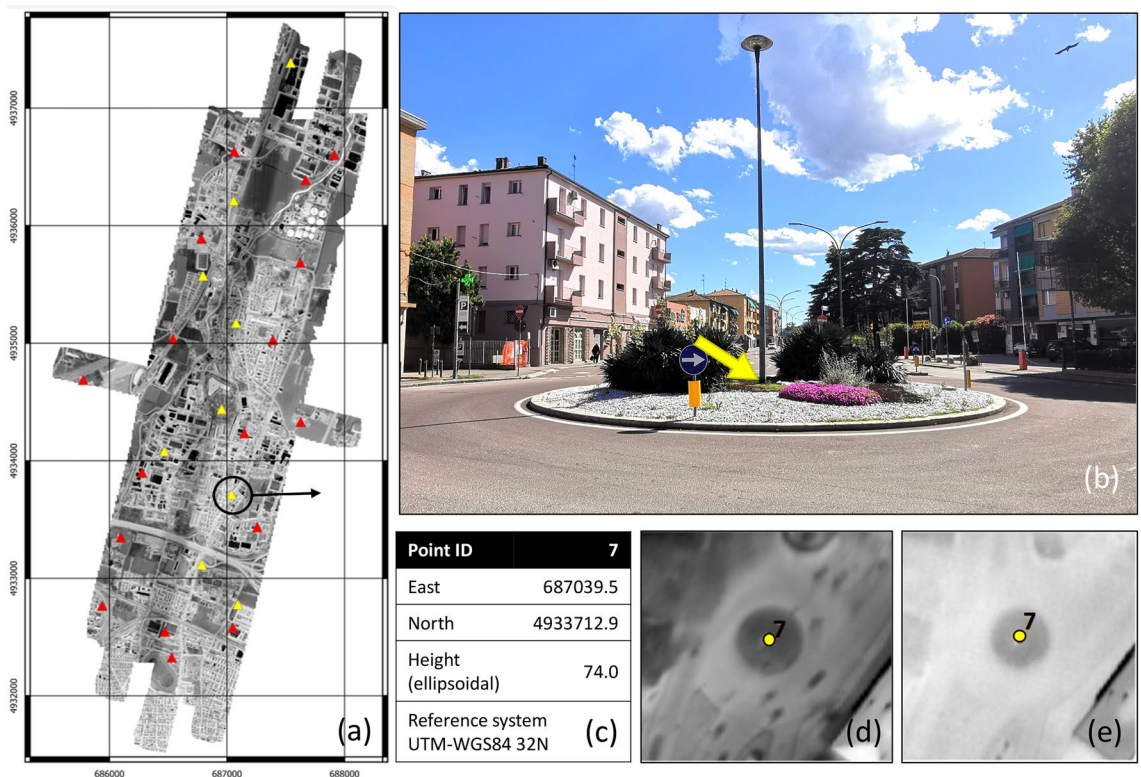 4937000
4936000
4935000
4934000
4933000
4932000
686000
687000
688000
(a)
P
(b)
Point ID 7
East 687039.5
North 4933712.9
Height
(ellipsoidal) 74.0
Reference system
UTM-WGS84 32N
(c)
7
(d)
7
(e)